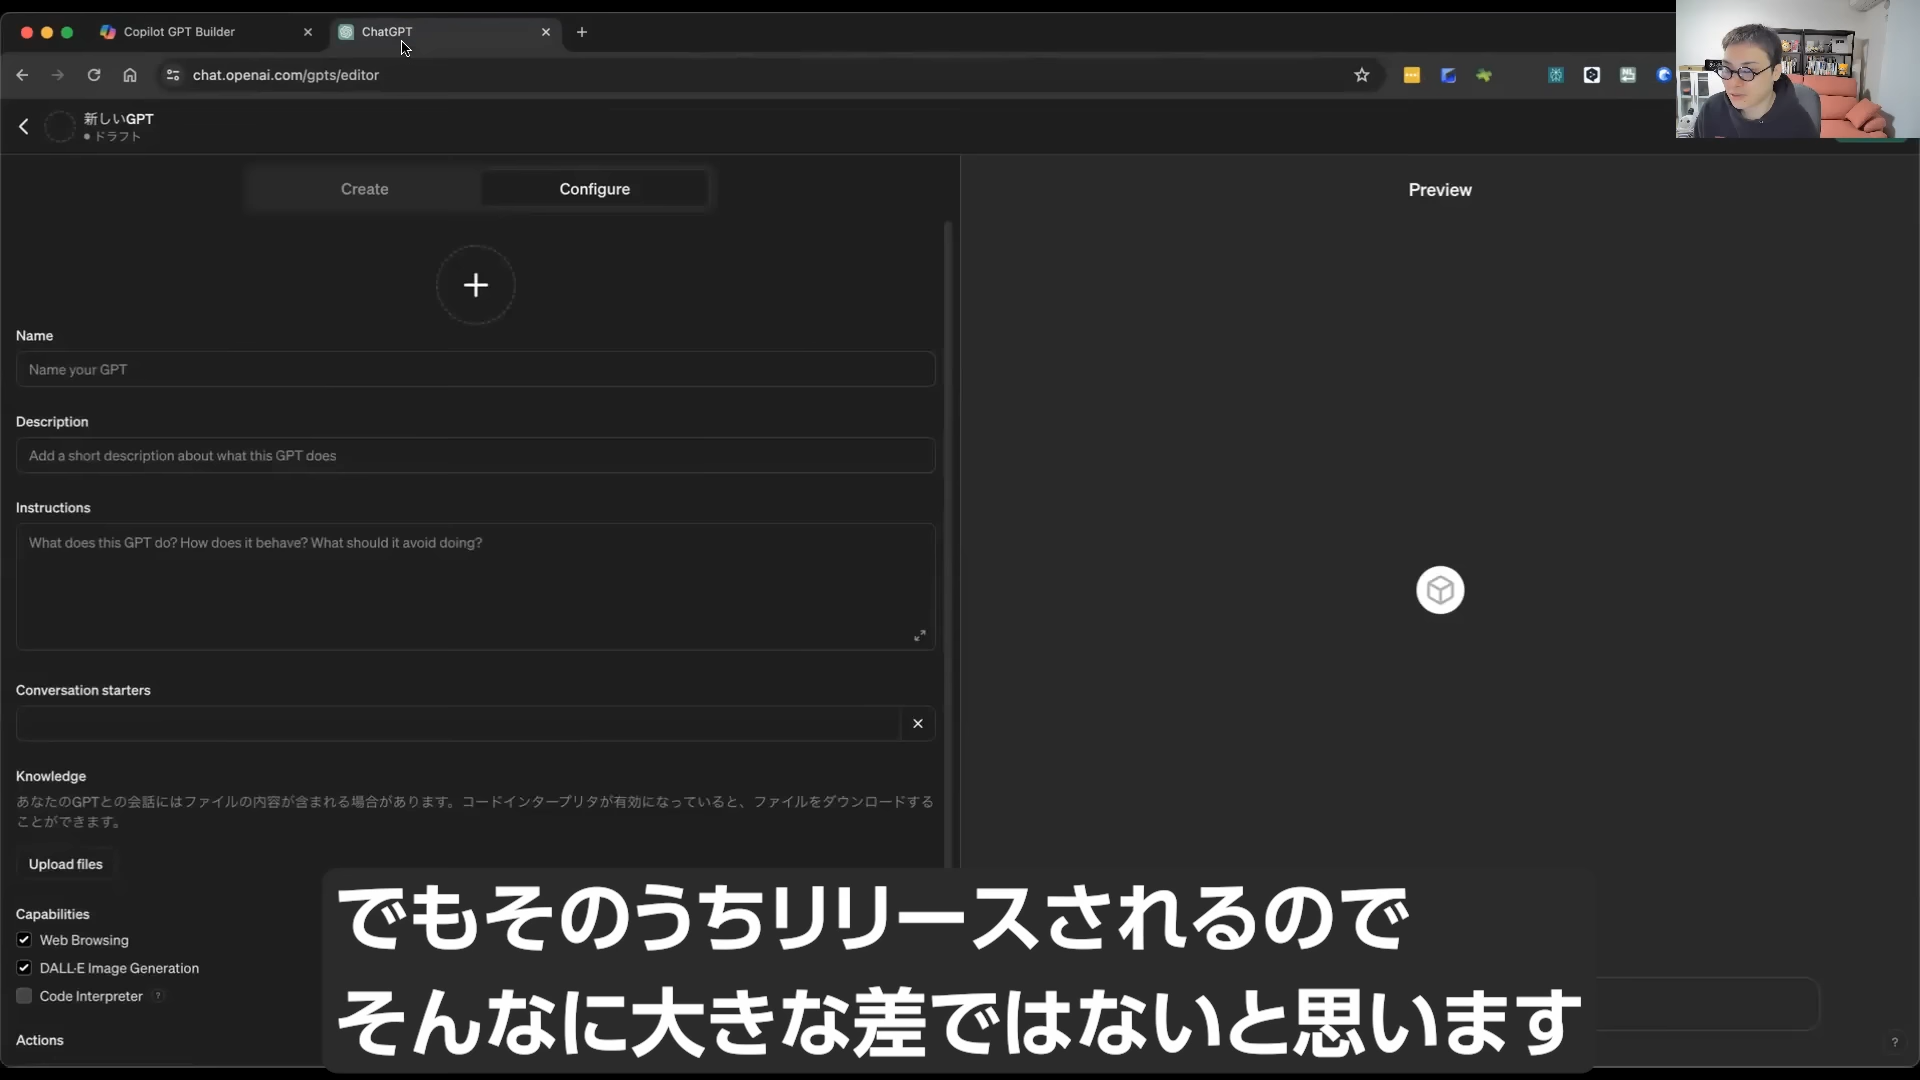 Copilot GPT Builder
ChatGPT
chat.openai.com/gpts/editor
新しいGPT
ドラフト
Create
Configure
Preview
Name
Name your GPT
Description
Add a short description about what this GPT does
Instructions
What does this GPT do? How does it behave? What should it avoid doing?
Conversation starters
Knowledge
あなたのGPTとの会話にはファイルの内容が含まれる場合があります。コードインタープリタが有効になっていると、ファイルをダウンロードする
ことができます。
Upload files
Capabilities
Web Browsing
DALL·E Image Generation
Code Interpreter ?
Actions
?
でもそのうちリリースされるので
そんなに大きな差ではないと思います